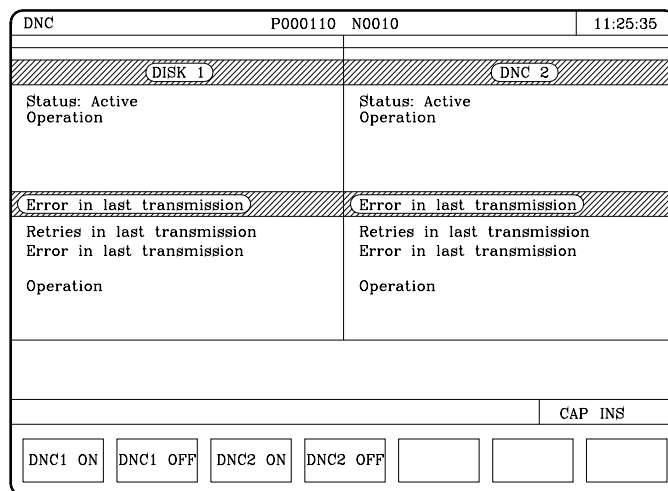 DNC P000110 N0010 11:25:35
DISK 1
Status: Active
Operation
Error in last transmission
Retries in last transmission
Error in last transmission
Operation
DNC 2
Status: Active
Operation
Error in last transmission
Retries in last transmission
Error in last transmission
Operation
CAP INS
DNC1 ON DNC1 OFF DNC2 ON DNC2 OFF